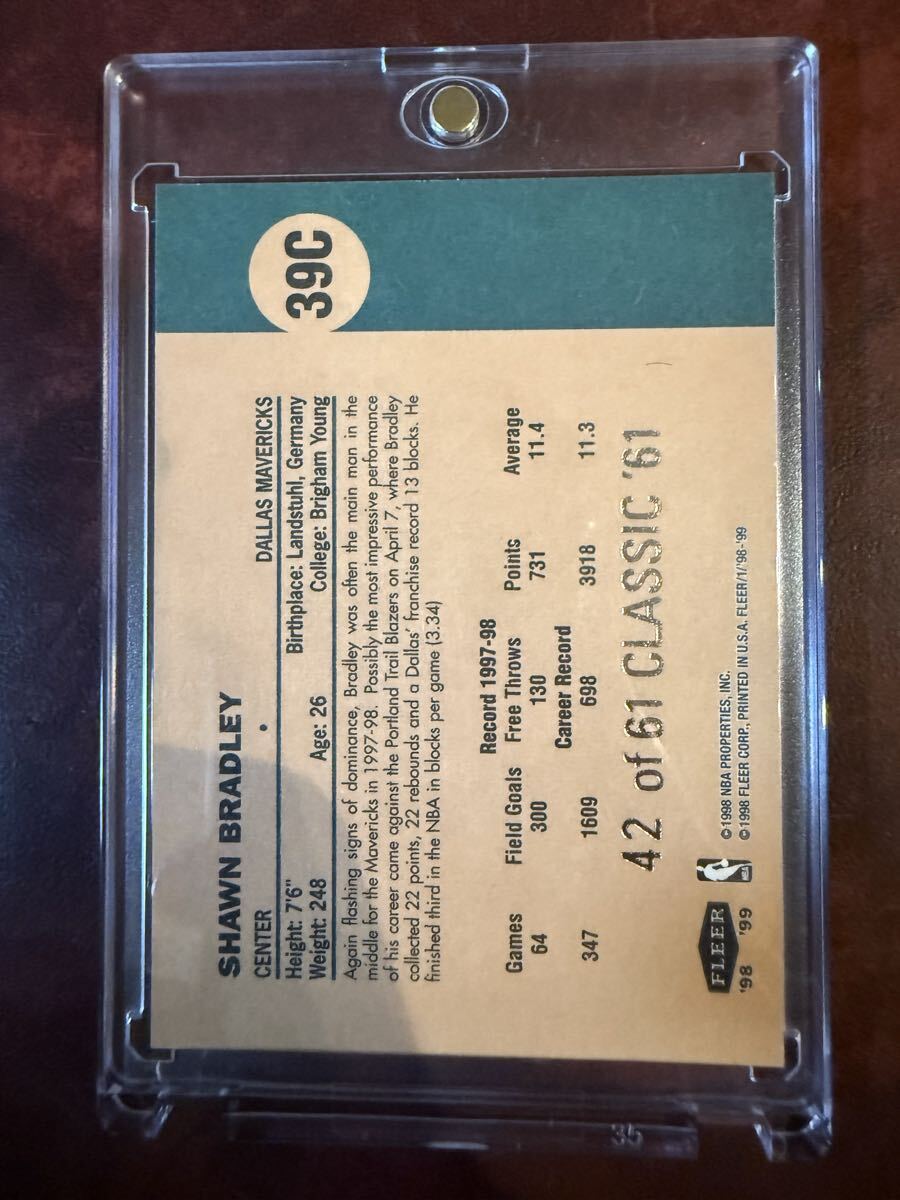 39C
SHAWN BRADLEY
CENTER • DALLAS MAVERICKS
Height: 7'6" Birthplace: Landstuhl, Germany
Weight: 248 Age: 26 College: Brigham Young
Again flashing signs of dominance, Bradley was often the main man in the
middle for the Mavericks in 1997-98. Possibly the most impressive performance
of his career came against the Portland Trail Blazers on April 7, where Bradley
collected 22 points, 22 rebounds and a Dallas' franchise record 13 blocks. He
finished third in the NBA in blocks per game (3.34)
Record 1997-98
Games Field Goals Free Throws Points Average
64 300 130 731 11.4
Career Record
347 1609 698 3918 11.3
42 of 61 CLASSIC '61
FLEER
'98 '99
NBA
©1998 NBA PROPERTIES, INC.
©1998 FLEER CORP., PRINTED IN U.S.A. FLEER/1/'98-'99